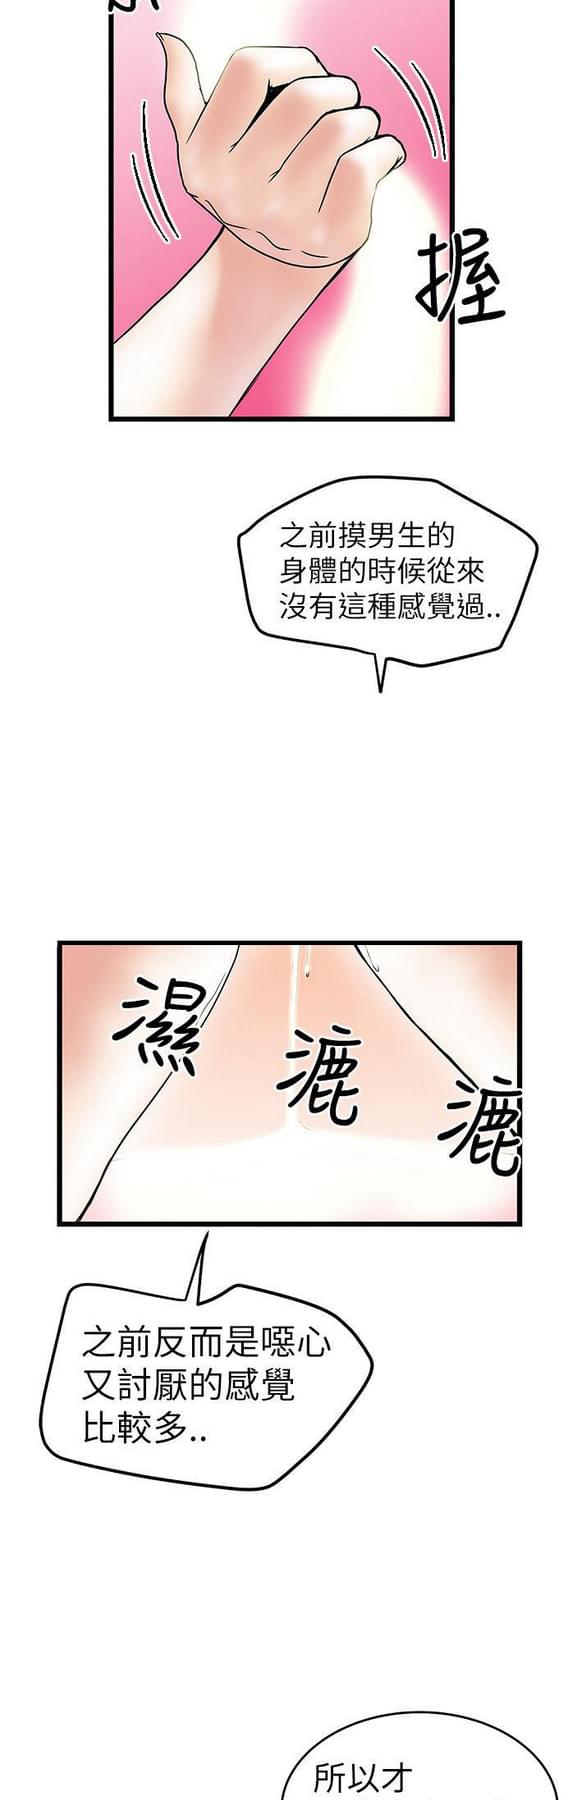 握
之前摸男生的
身體的時候從來
沒有這種感覺過..
濕
漉
漉
之前反而是噁心
又討厭的感覺
比較多..
所以才